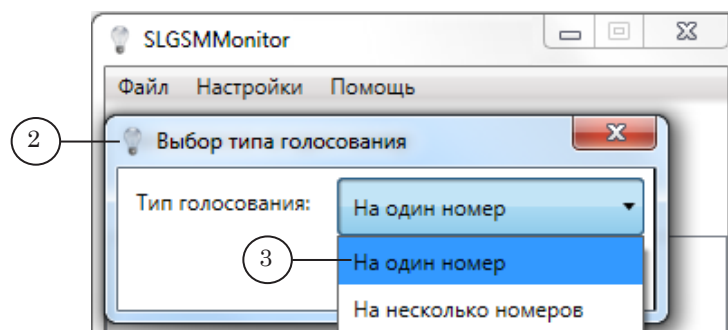 SLGSMMonitor
Файл Настройки Помощь
2 Выбор типа голосования
Тип голосования: На один номер
3 На один номер
На несколько номеров